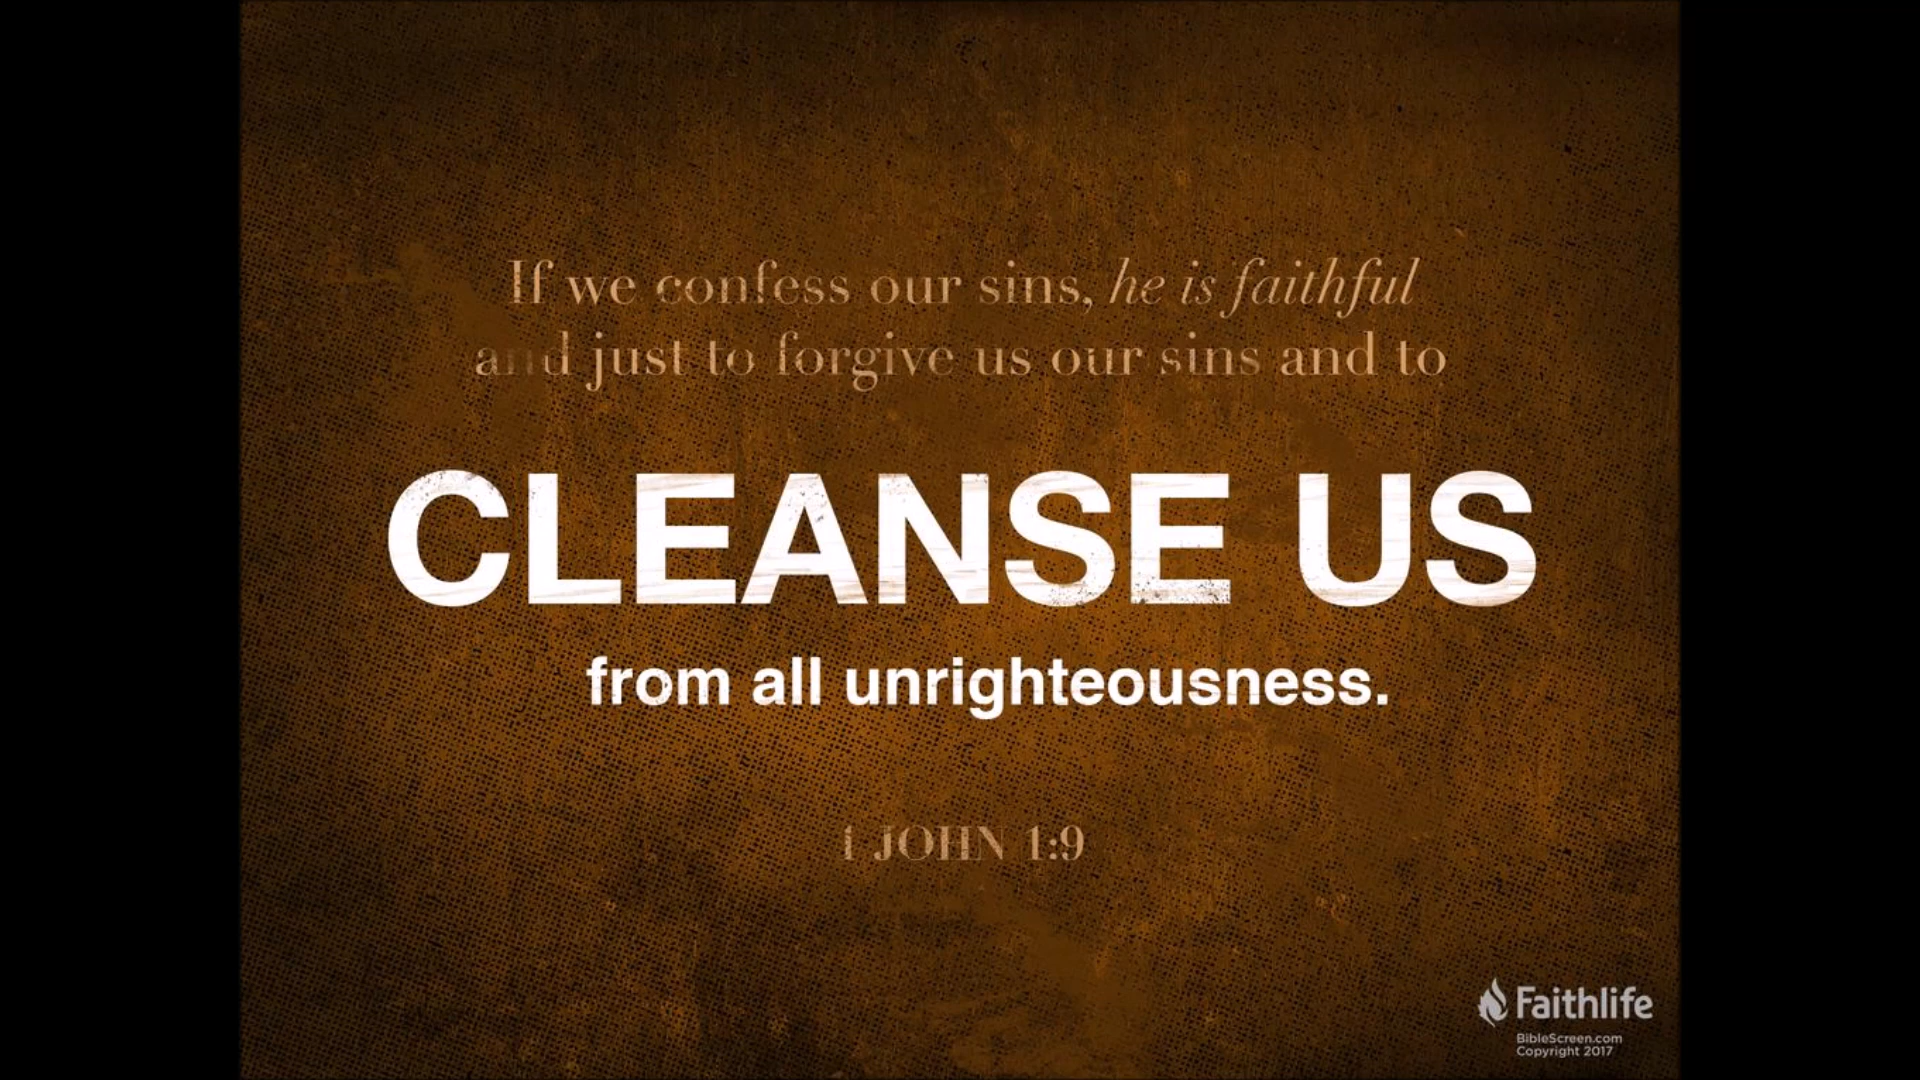 If we confess our sins, he is faithful
and just to forgive us our sins and to
CLEANSE US
from all unrighteousness.
1 JOHN 1:9
Faithlife
BibleScreen.com
Copyright 2017